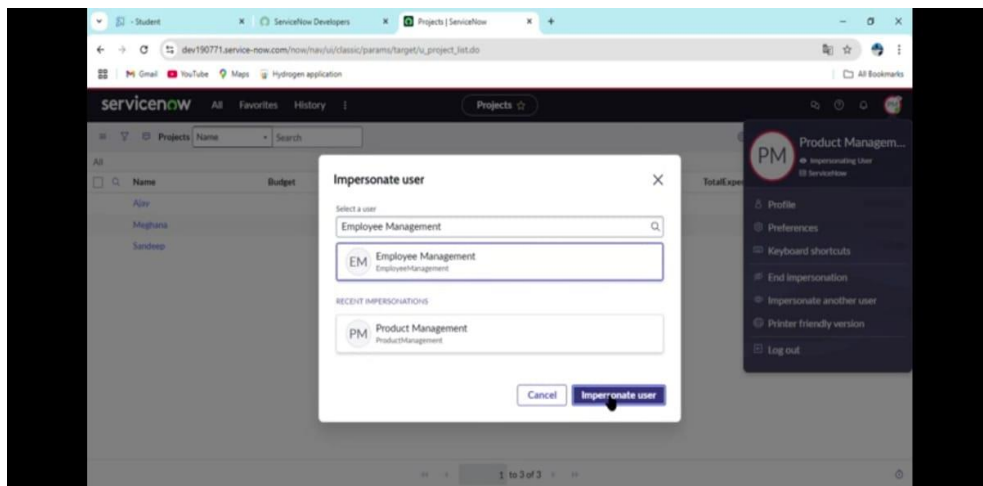 - Student
ServiceNow Developers
Projects | ServiceNow
dev190771.service-now.com/now/nav/ui/classic/params/target/u_project_list.do
Gmail YouTube Maps Hydrogen application All Bookmarks
servicenow All Favorites History Projects
Projects Name Search
All
Name Budget
Ajay
Meghana
Sandeep
Impersonate user
Select a user
Employee Management
EM Employee Management
EmployeeManagement
RECENT IMPERSONATIONS
PM Product Management
ProductManagement
Cancel Impersonate user
PM Product Managem...
Impersonating User
ServiceNow
Profile
Preferences
Keyboard shortcuts
End impersonation
Impersonate another user
Printer friendly version
Log out
1 to 3 of 3